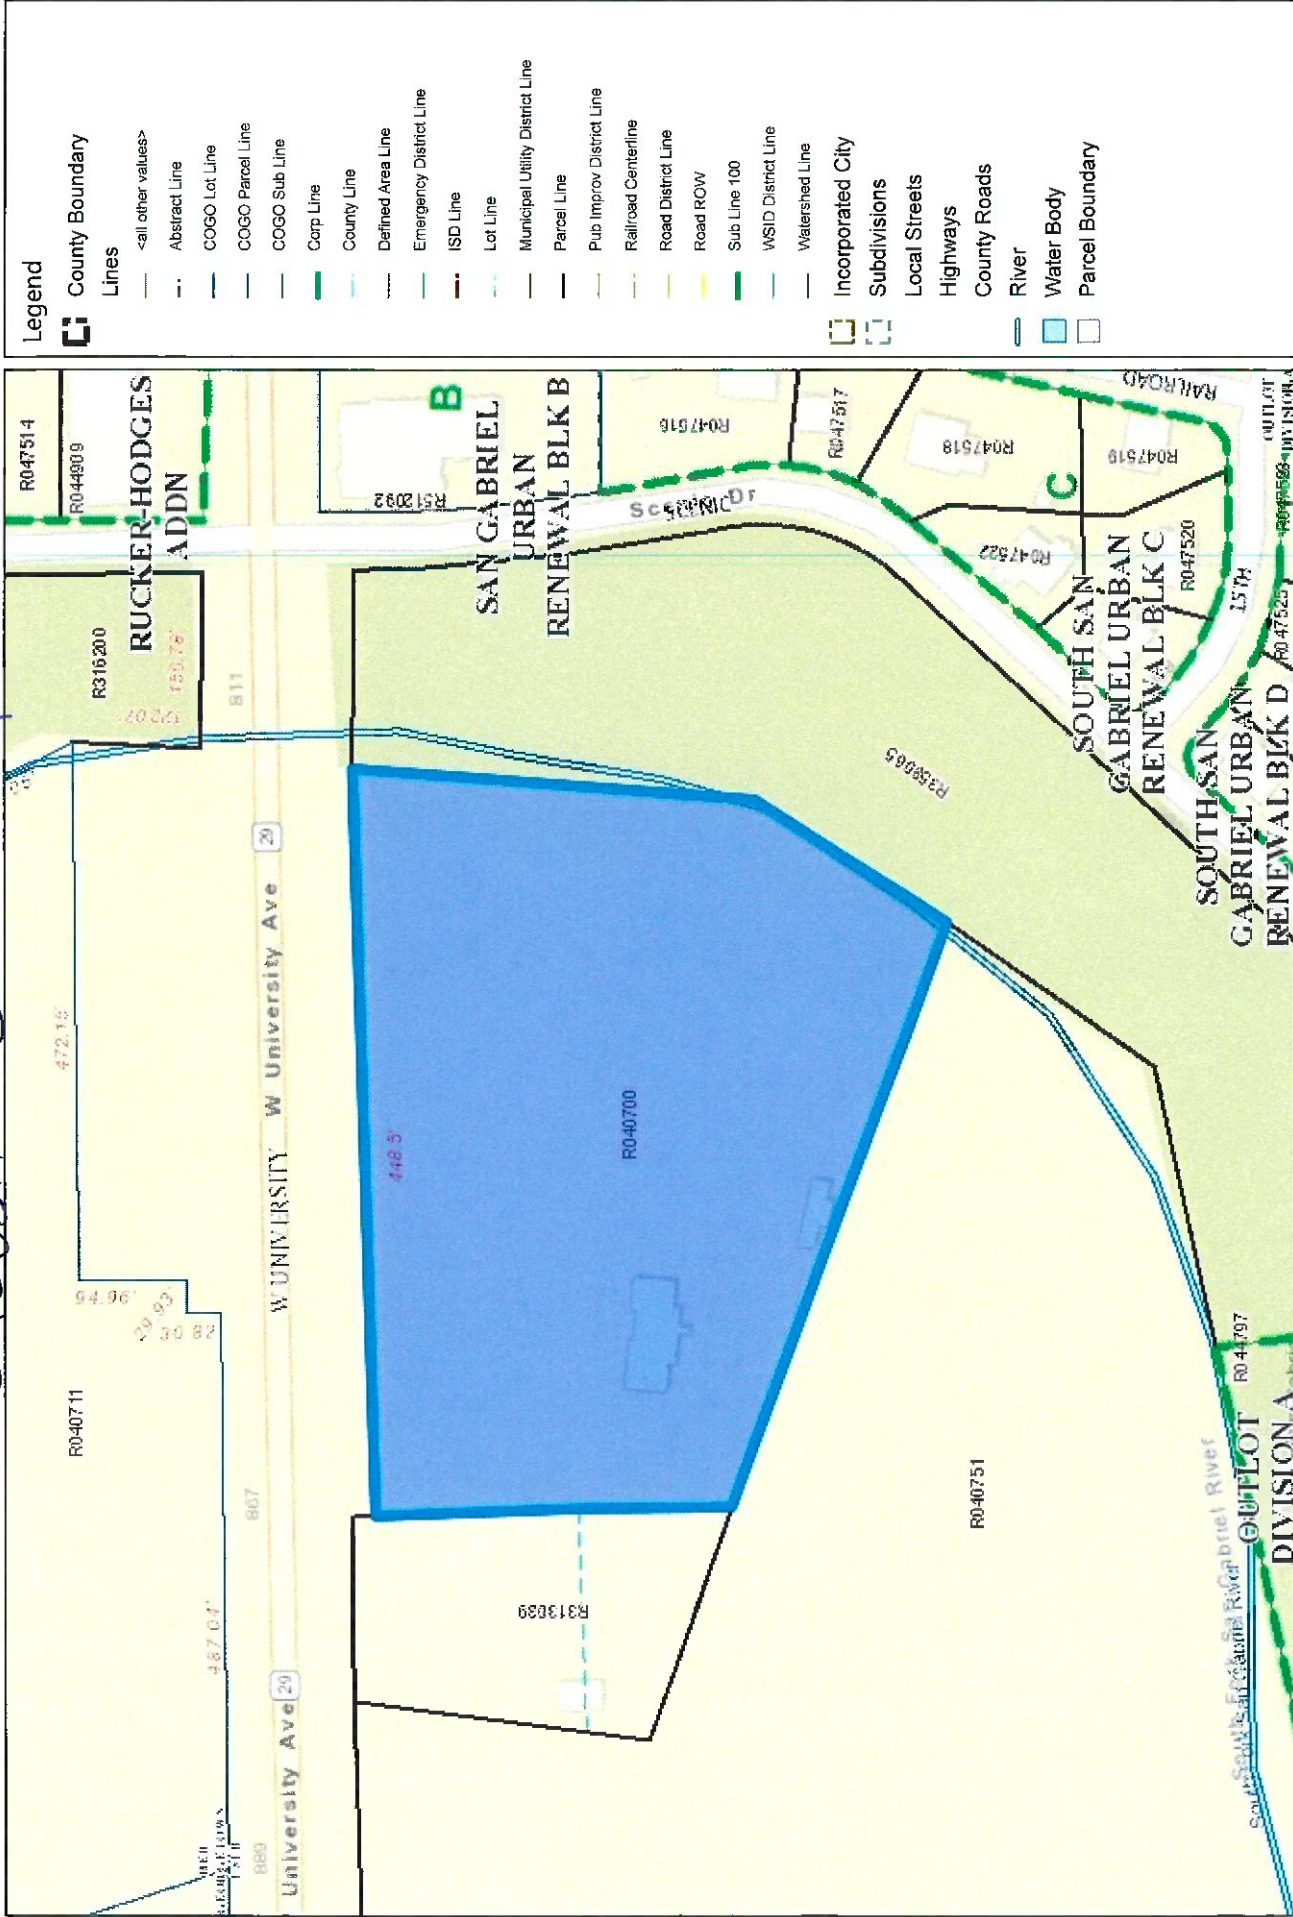 Legend
County Boundary
Lines
<all other values>
Abstract Line
COGO Lot Line
COGO Parcel Line
COGO Sub Line
Corp Line
County Line
Defined Area Line
Emergency District Line
ISD Line
Lot Line
Municipal Utility District Line
Parcel Line
Pub Improv District Line
Railroad Centerline
Road District Line
Road ROW
Sub Line 100
WSID District Line
Watershed Line
Incorporated City
Subdivisions
Local Streets
Highways
County Roads
River
Water Body
Parcel Boundary
R047514
R044909
RUCKER-HODGES
ADDN
R316200
811
472.15'
94.96'
29.93'
30.82
R040711
487.04'
867
889
29
W University Ave
W UNIVERSITY
29
University Ave
B
R512092
SAN GABRIEL
URBAN
RENEWAL BLK B
R047516
R047517
R047518
R047519
C
R047522
R047520
SOUTH SAN
GABRIEL URBAN
RENEWAL BLK C
15TH
RAILROAD
R047525
SOUTH SAN
GABRIEL URBAN
RENEWAL BLK D
448.5'
R040700
R313039
R040751
R044797
OUTLOT
DIVISION A